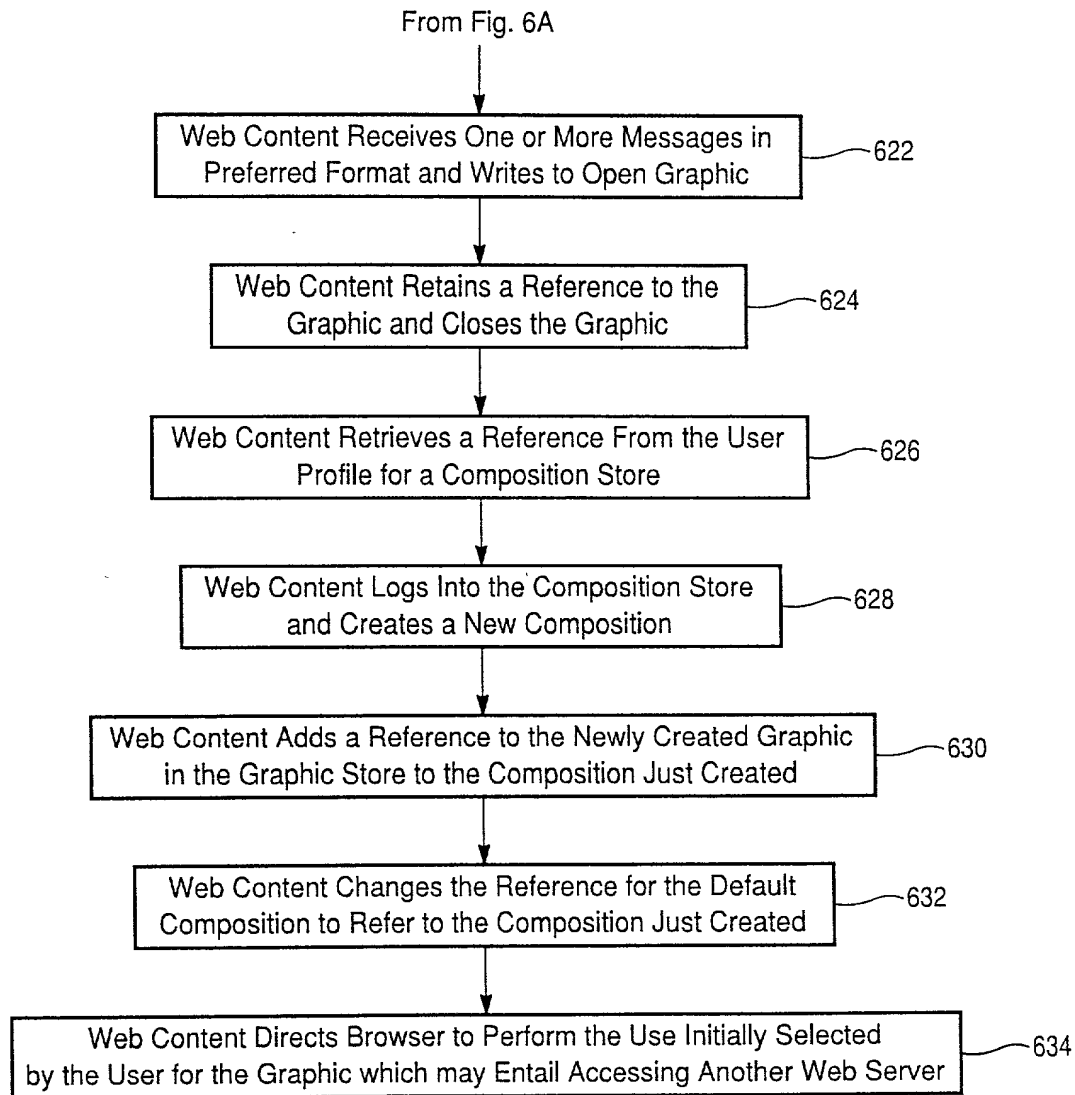 From Fig. 6A
Web Content Receives One or More Messages in
Preferred Format and Writes to Open Graphic
622
Web Content Retains a Reference to the
Graphic and Closes the Graphic
624
Web Content Retrieves a Reference From the User
Profile for a Composition Store
626
Web Content Logs Into the Composition Store
and Creates a New Composition
628
Web Content Adds a Reference to the Newly Created Graphic
in the Graphic Store to the Composition Just Created
630
Web Content Changes the Reference for the Default
Composition to Refer to the Composition Just Created
632
Web Content Directs Browser to Perform the Use Initially Selected
by the User for the Graphic which may Entail Accessing Another Web Server
634